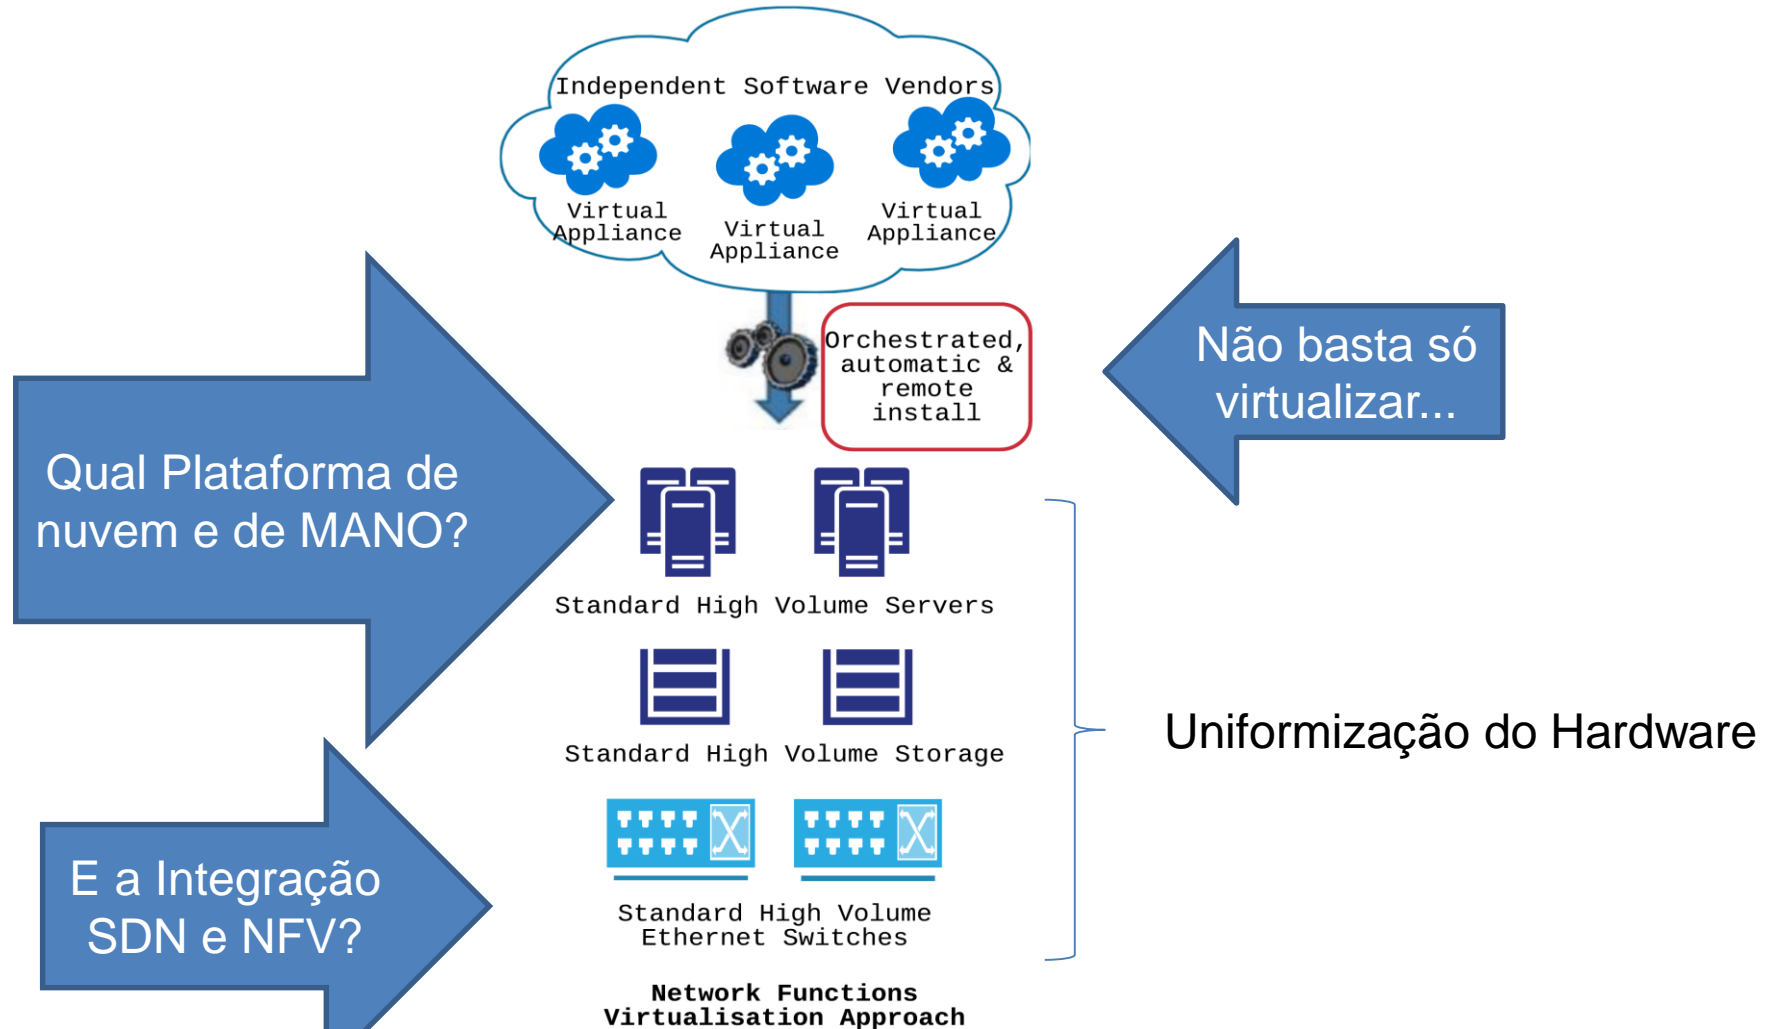 Independent Software Vendors
Virtual
Appliance
Virtual
Appliance
Virtual
Appliance
Orchestrated,
automatic &
remote
install
Não basta só
virtualizar...
Qual Plataforma de
nuvem e de MANO?
Standard High Volume Servers
Standard High Volume Storage
Uniformização do Hardware
E a Integração
SDN e NFV?
Standard High Volume
Ethernet Switches
Network Functions
Virtualisation Approach